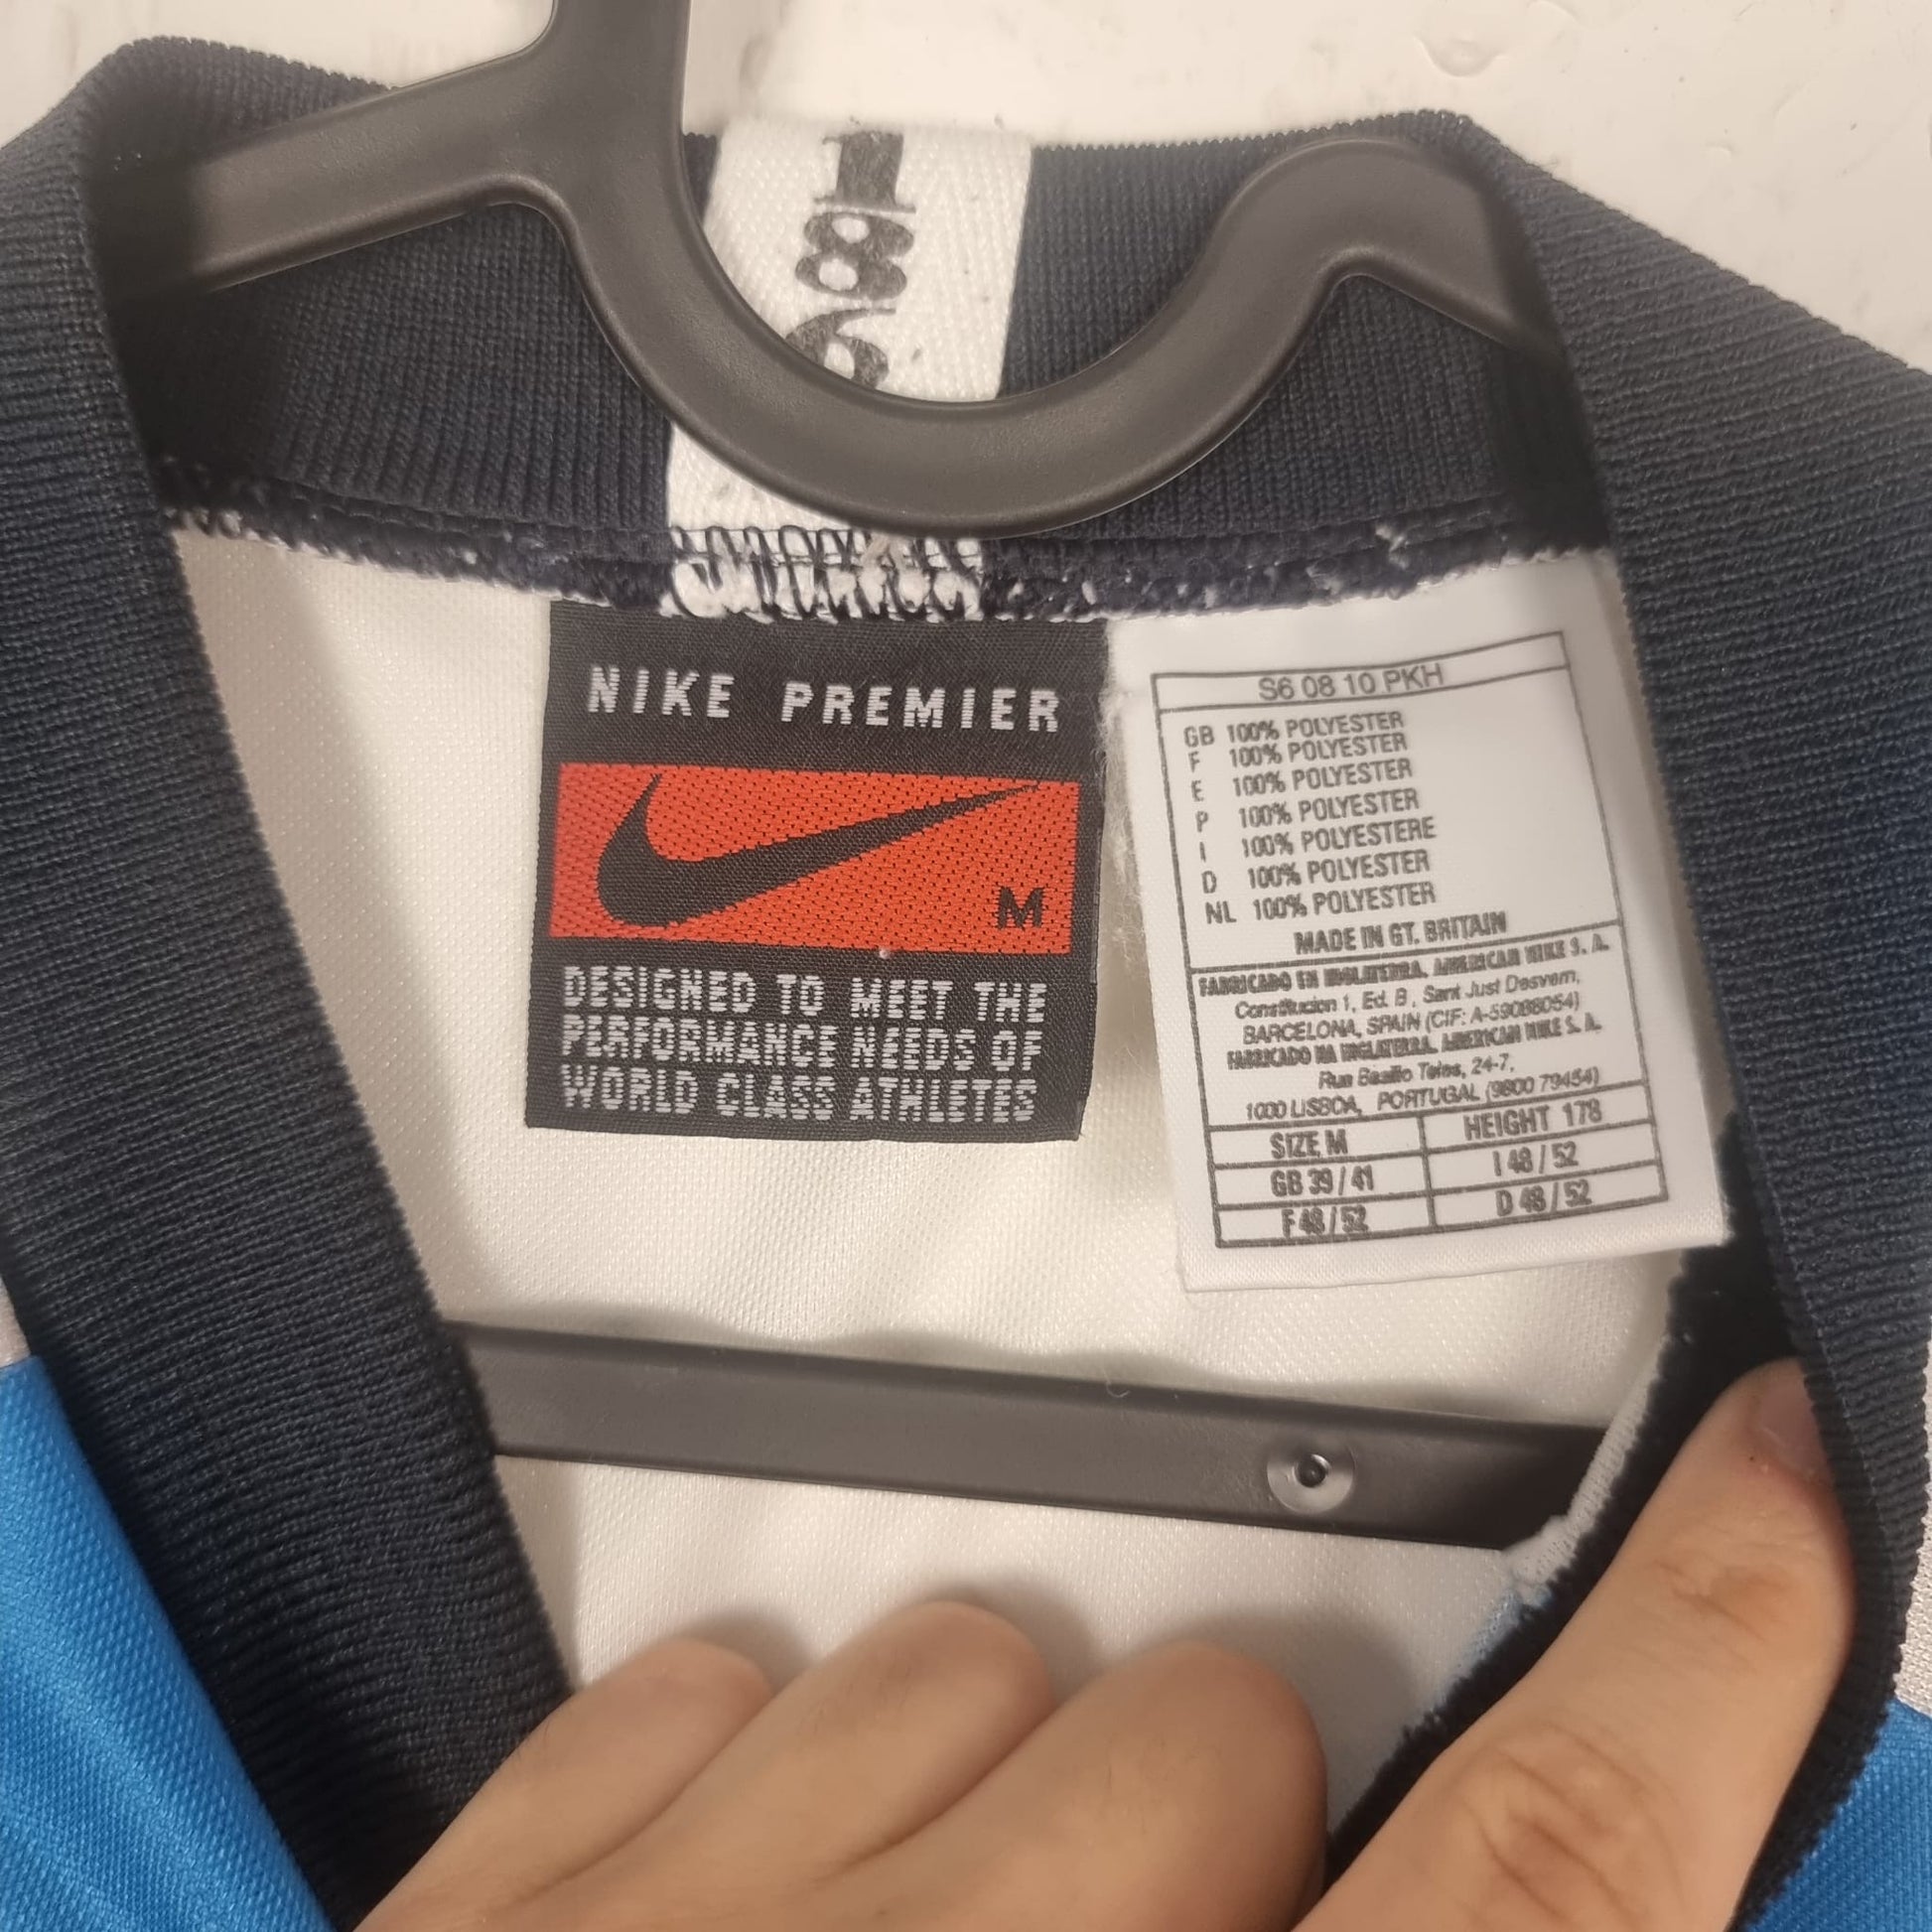 186
NIKE PREMIER
M
DESIGNED TO MEET THE
PERFORMANCE NEEDS OF
WORLD CLASS ATHLETES
S6 08 10 PKH
GB 100% POLYESTER
F 100% POLYESTER
E 100% POLYESTER
P 100% POLYESTER
I 100% POLYESTERE
D 100% POLYESTER
NL 100% POLYESTER
MADE IN GT. BRITAIN
FABRICADO EN INGLATERRA, AMERICAN NIKE S. A.
Constitucion 1, Ed. B, Sant Just Desvern,
BARCELONA, SPAIN (CIF: A-59088054)
FABRICADO NA INGLATERRA, AMERICAN NIKE S. A.
Rua Basilio Teles, 24-7,
1000 LISBOA, PORTUGAL (9800 79454)
SIZE M HEIGHT 178
GB 39 / 41 I 48 / 52
F 48 / 52 D 48 / 52